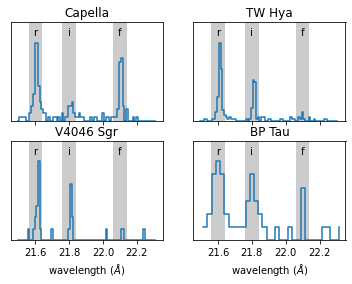 Capella
TW Hya
r i f
r i f
V4046 Sgr
BP Tau
r i f
r i f
21.6 21.8 22.0 22.2
21.6 21.8 22.0 22.2
wavelength (Å)
wavelength (Å)